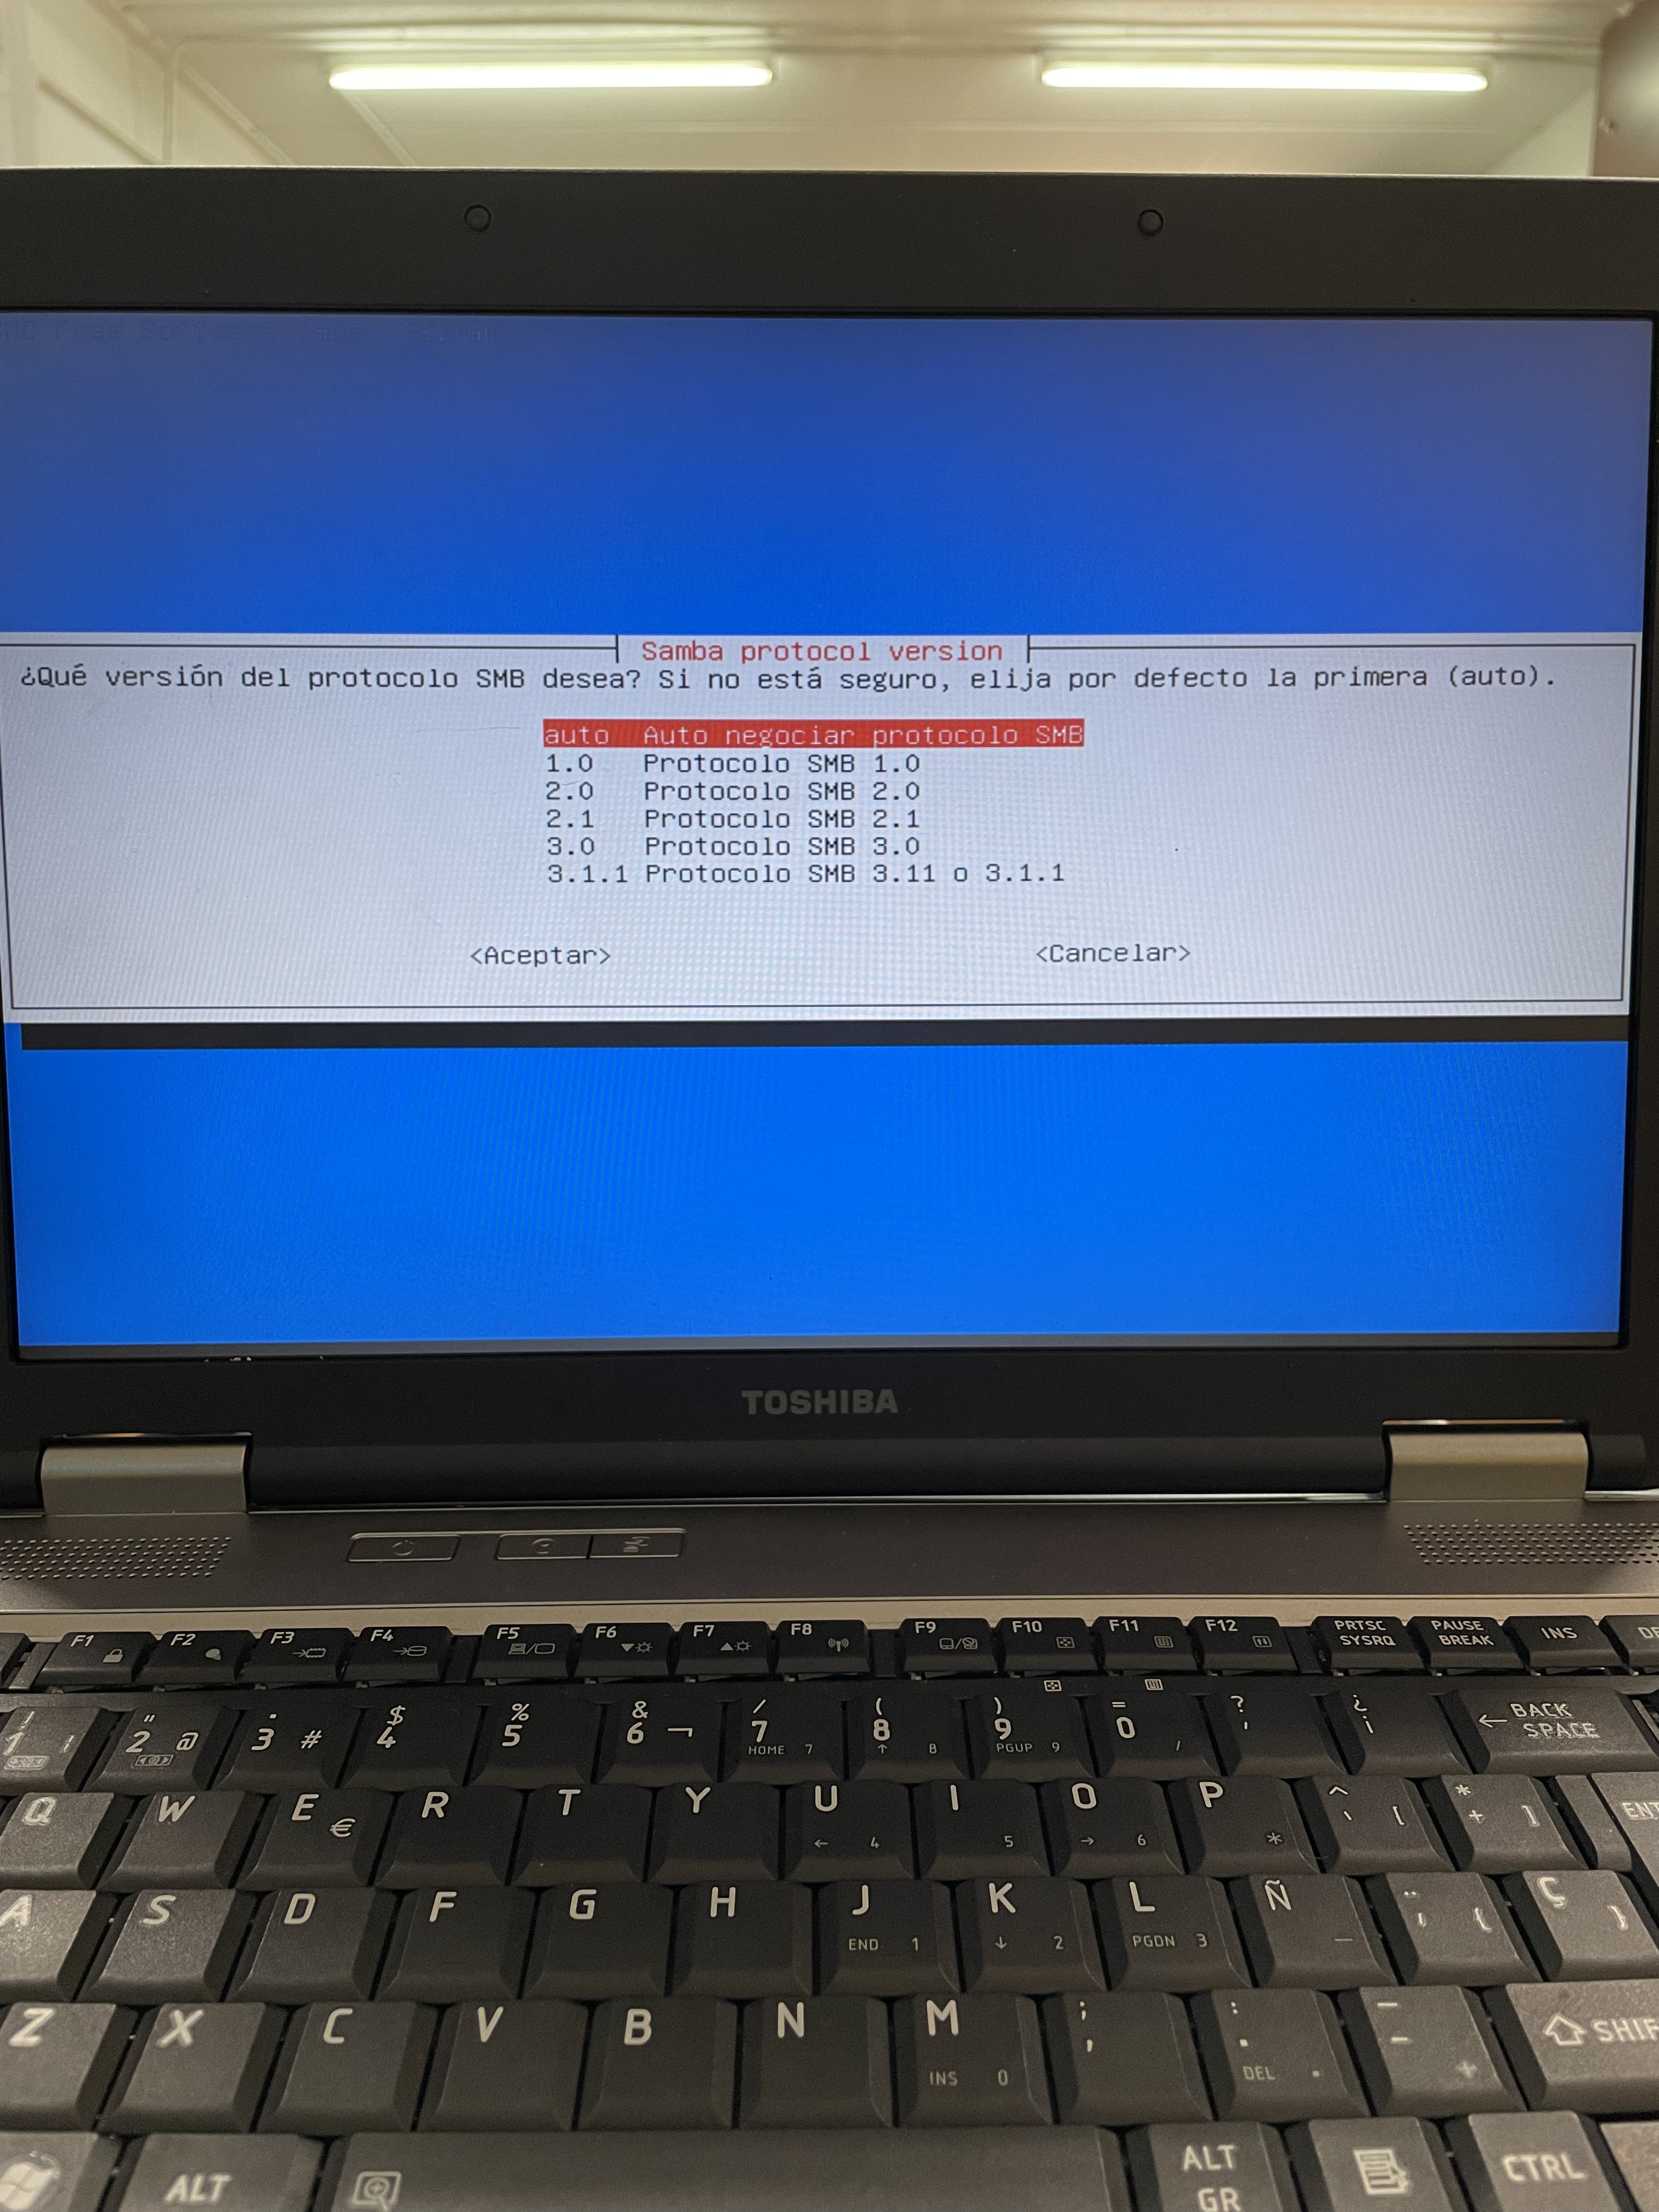 Samba protocol version
¿Qué versión del protocolo SMB desea? Si no está seguro, elija por defecto la primera (auto).
auto Auto negociar protocolo SMB
1.0 Protocolo SMB 1.0
2.0 Protocolo SMB 2.0
2.1 Protocolo SMB 2.1
3.0 Protocolo SMB 3.0
3.1.1 Protocolo SMB 3.11 o 3.1.1
<Aceptar> <Cancelar>
TOSHIBA
F1 F2 F3 F4 F5 F6 F7 F8 F9 F10 F11 F12 PRTSC SYSRQ PAUSE BREAK INS
! 1 " 2 @ · 3 # $ 4 % 5 & 6 ¬ / 7 HOME 7 ( 8 ↑ 8 ) 9 PGUP 9 = 0 / ? ' ¿ ¡ ← BACK SPACE
Q W E € R T Y U ← 4 I 5 O → 6 P * ^ ` [ * + ]
A S D F G H J END 1 K ↓ 2 L PGDN 3 Ñ ¨ ´ { Ç }
Z X C V B N M INS 0 ; , : . DEL . _ - +
ALT ALT GR CTRL